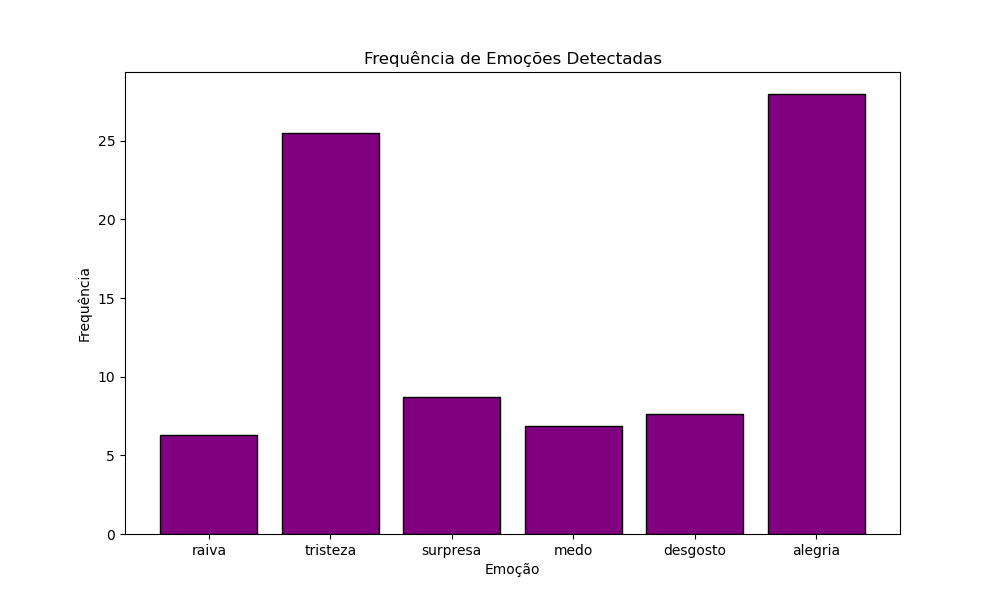 Frequência de Emoções Detectadas
Frequência
25
20
15
10
5
0
raiva tristeza surpresa medo desgosto alegria
Emoção